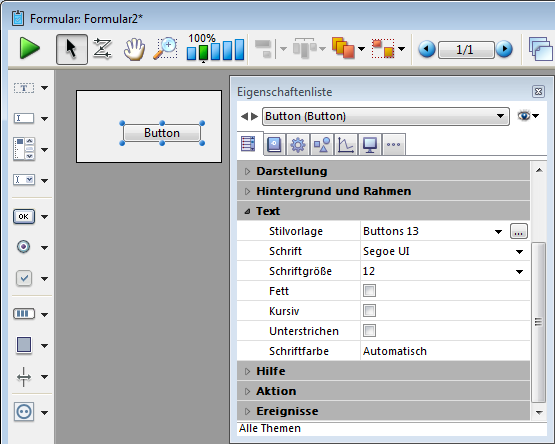 Formular: Formular2*
100%
1/1
Button
Eigenschaftenliste
Button (Button)
Darstellung
Hintergrund und Rahmen
Text
Stilvorlage Buttons 13 ...
Schrift Segoe UI
Schriftgröße 12
Fett
Kursiv
Unterstrichen
Schriftfarbe Automatisch
Hilfe
Aktion
Ereignisse
Alle Themen
T
I
OK